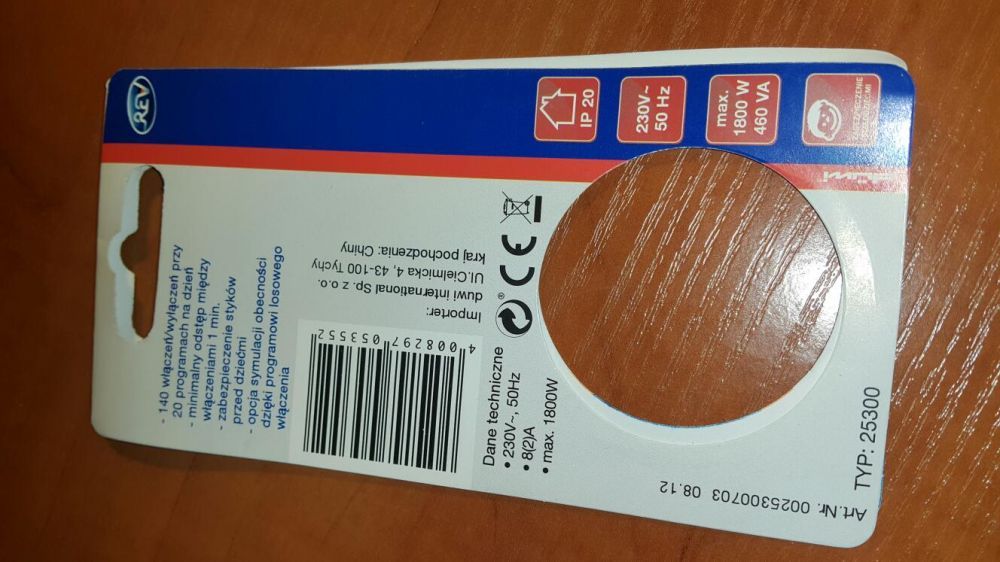 REV
IP 20
230V~
50 Hz
max.
1800 W
460 VA
- 140 włączeń/wyłączeń przy
20 programach na dzień
- minimalny odstęp między
włączeniami 1 min.
- zabezpieczenie styków
przed dziećmi
- opcja symulacji obecności
dzięki programowi losowego
włączenia
Importer:
duwi international Sp. z o.o.
Ul.Cielmicka 4, 43-100 Tychy
kraj pochodzenia: Chiny
CE
®
4 008297 053552
Dane techniczne
• 230V~, 50Hz
• 8(2)A
• max. 1800W
TYP: 25300
Art.Nr. 0025300703 08.12